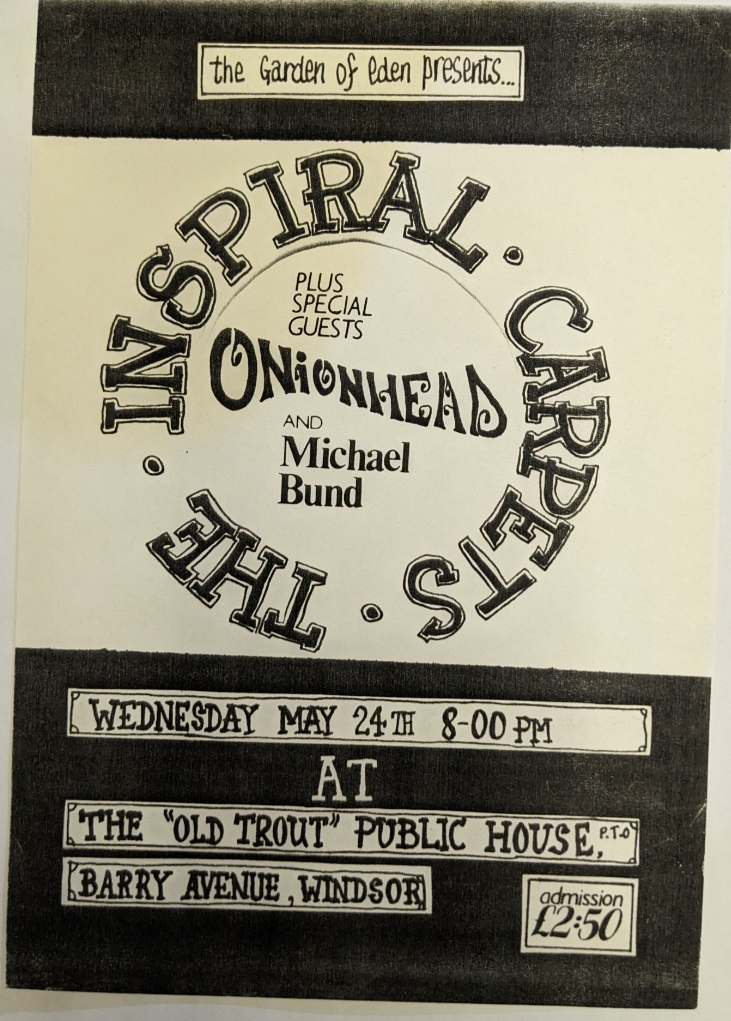 the Garden of eden presents...
THE • INSPIRAL • CARPETS •
PLUS
SPECIAL
GUESTS
ONiONHEAD
AND
Michael
Bund
WEDNESDAY MAY 24TH 8-00 PM
AT
THE "OLD TROUT" PUBLIC HOUSE, P.T.O
BARRY AVENUE, WINDSOR
admission
£2:50